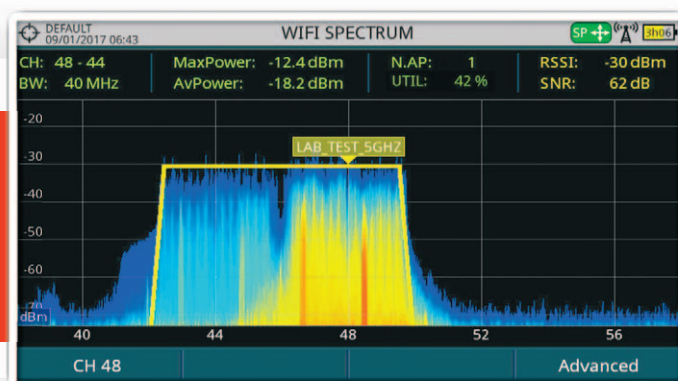 DEFAULT
09/01/2017 06:43
WIFI SPECTRUM
SP
3h06
CH: 48 - 44
MaxPower: -12.4 dBm
N.AP: 1
RSSI: -30 dBm
BW: 40 MHz
AvPower: -18.2 dBm
UTIL: 42 %
SNR: 62 dB
-20
LAB_TEST_5GHZ
-30
-40
-50
-60
-70
dBm
40 44 48 52 56
CH 48
Advanced